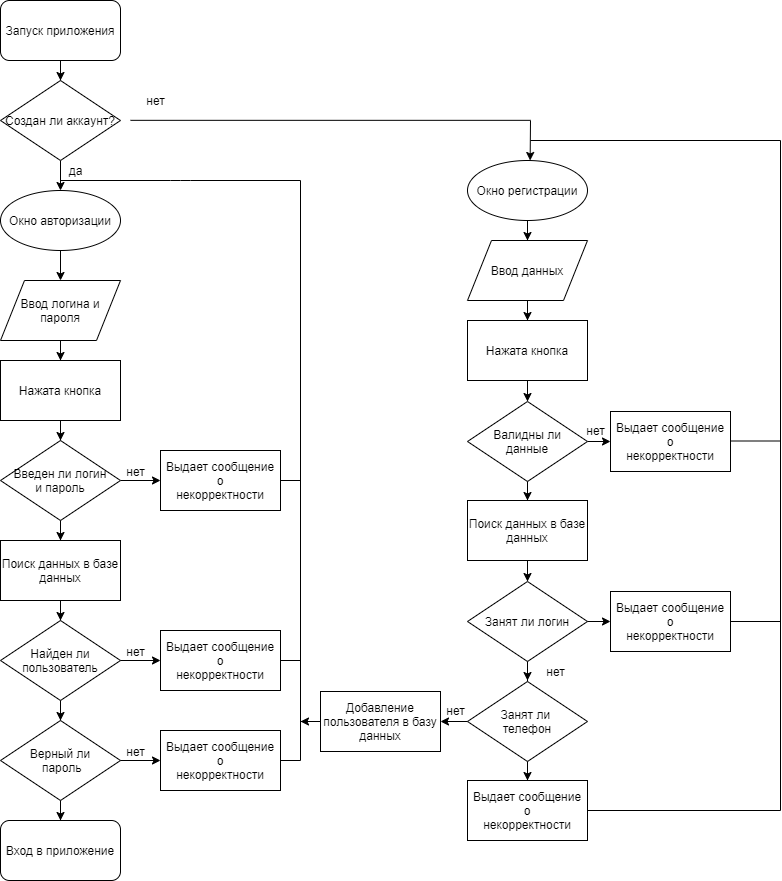 Запуск приложения
нет
Создан ли аккаунт?
да
Окно авторизации
Ввод логина и
пароля
Нажата кнопка
Введен ли логин
и пароль
нет
Выдает сообщение
о
некорректности
Поиск данных в базе
данных
Найден ли
пользователь
нет
Выдает сообщение
о
некорректности
Верный ли
пароль
нет
Выдает сообщение
о
некорректности
Вход в приложение
Окно регистрации
Ввод данных
Нажата кнопка
Валидны ли
данные
нет
Выдает сообщение
о
некорректности
Поиск данных в базе
данных
Занят ли логин
Выдает сообщение
о
некорректности
нет
Занят ли
телефон
нет
Добавление
пользователя в базу
данных
Выдает сообщение
о
некорректности